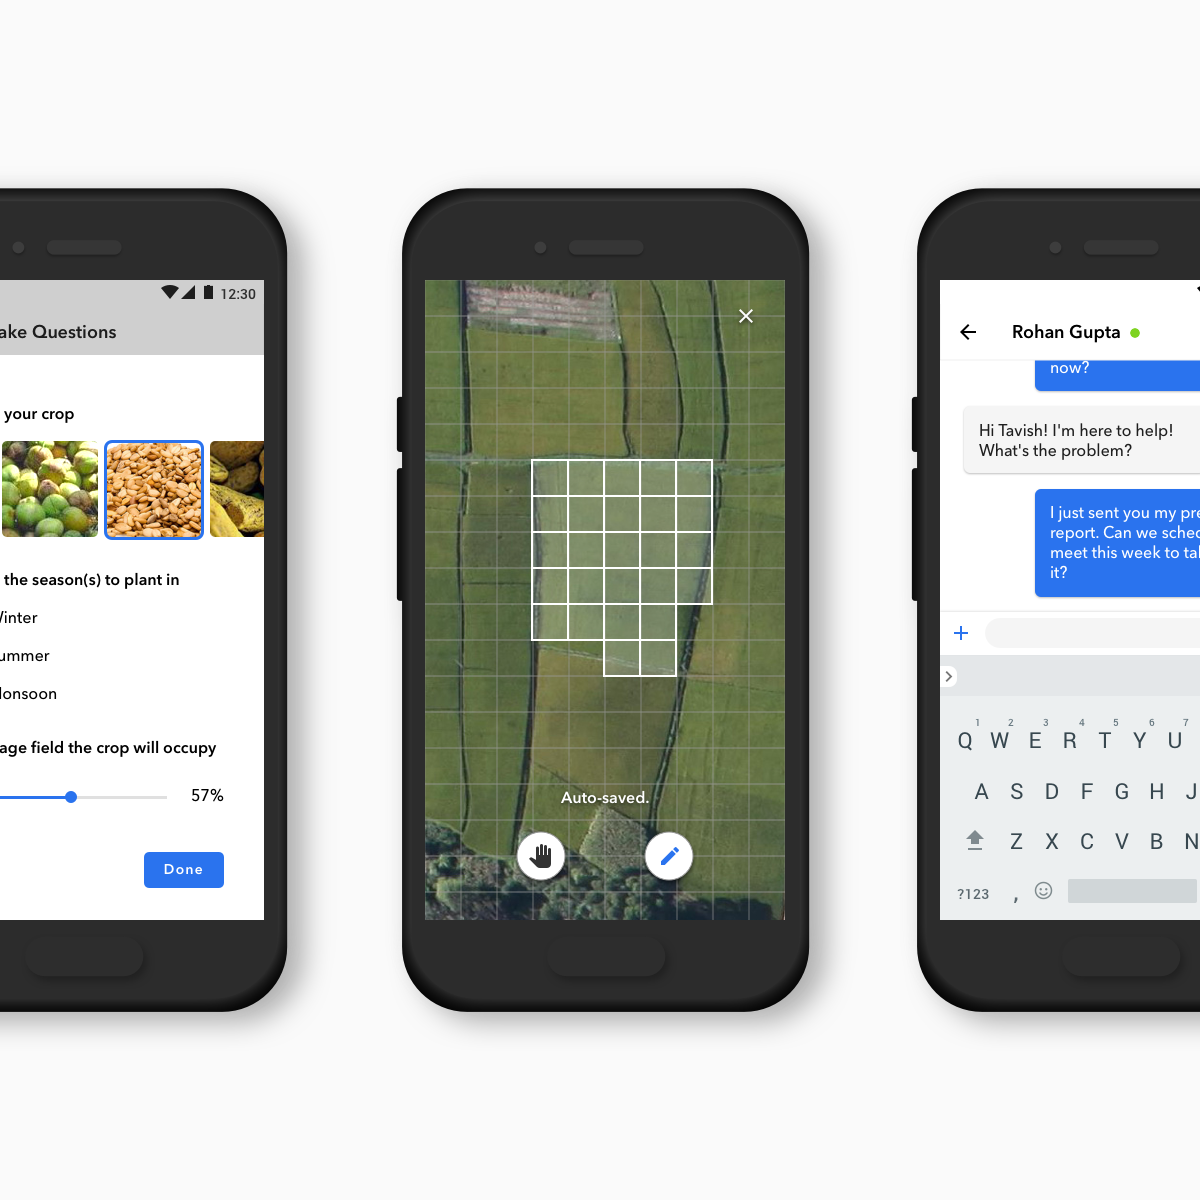 12:30
ake Questions
your crop
the season(s) to plant in
inter
ummer
onsoon
age field the crop will occupy
57%
Done
Auto-saved.
Rohan Gupta
now?
Hi Tavish! I'm here to help!
What's the problem?
I just sent you my pre
report. Can we sched
meet this week to tal
it?
1 2 3 4 5 6 7
Q W E R T Y U
A S D F G H J
Z X C V B N
?123 ,